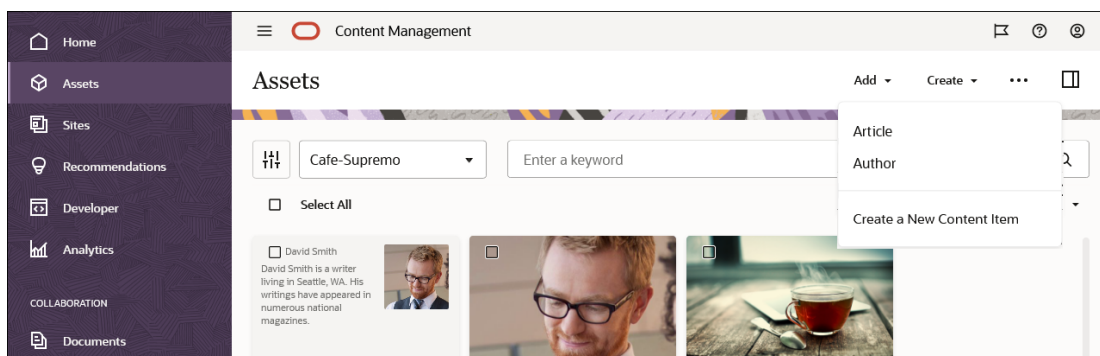 Home
Assets
Sites
Recommendations
Developer
Analytics
COLLABORATION
Documents
Content Management
Assets
Add
Create
Article
Author
Create a New Content Item
Cafe-Supremo
Enter a keyword
Select All
David Smith
David Smith is a writer
living in Seattle, WA. His
writings have appeared in
numerous national
magazines.